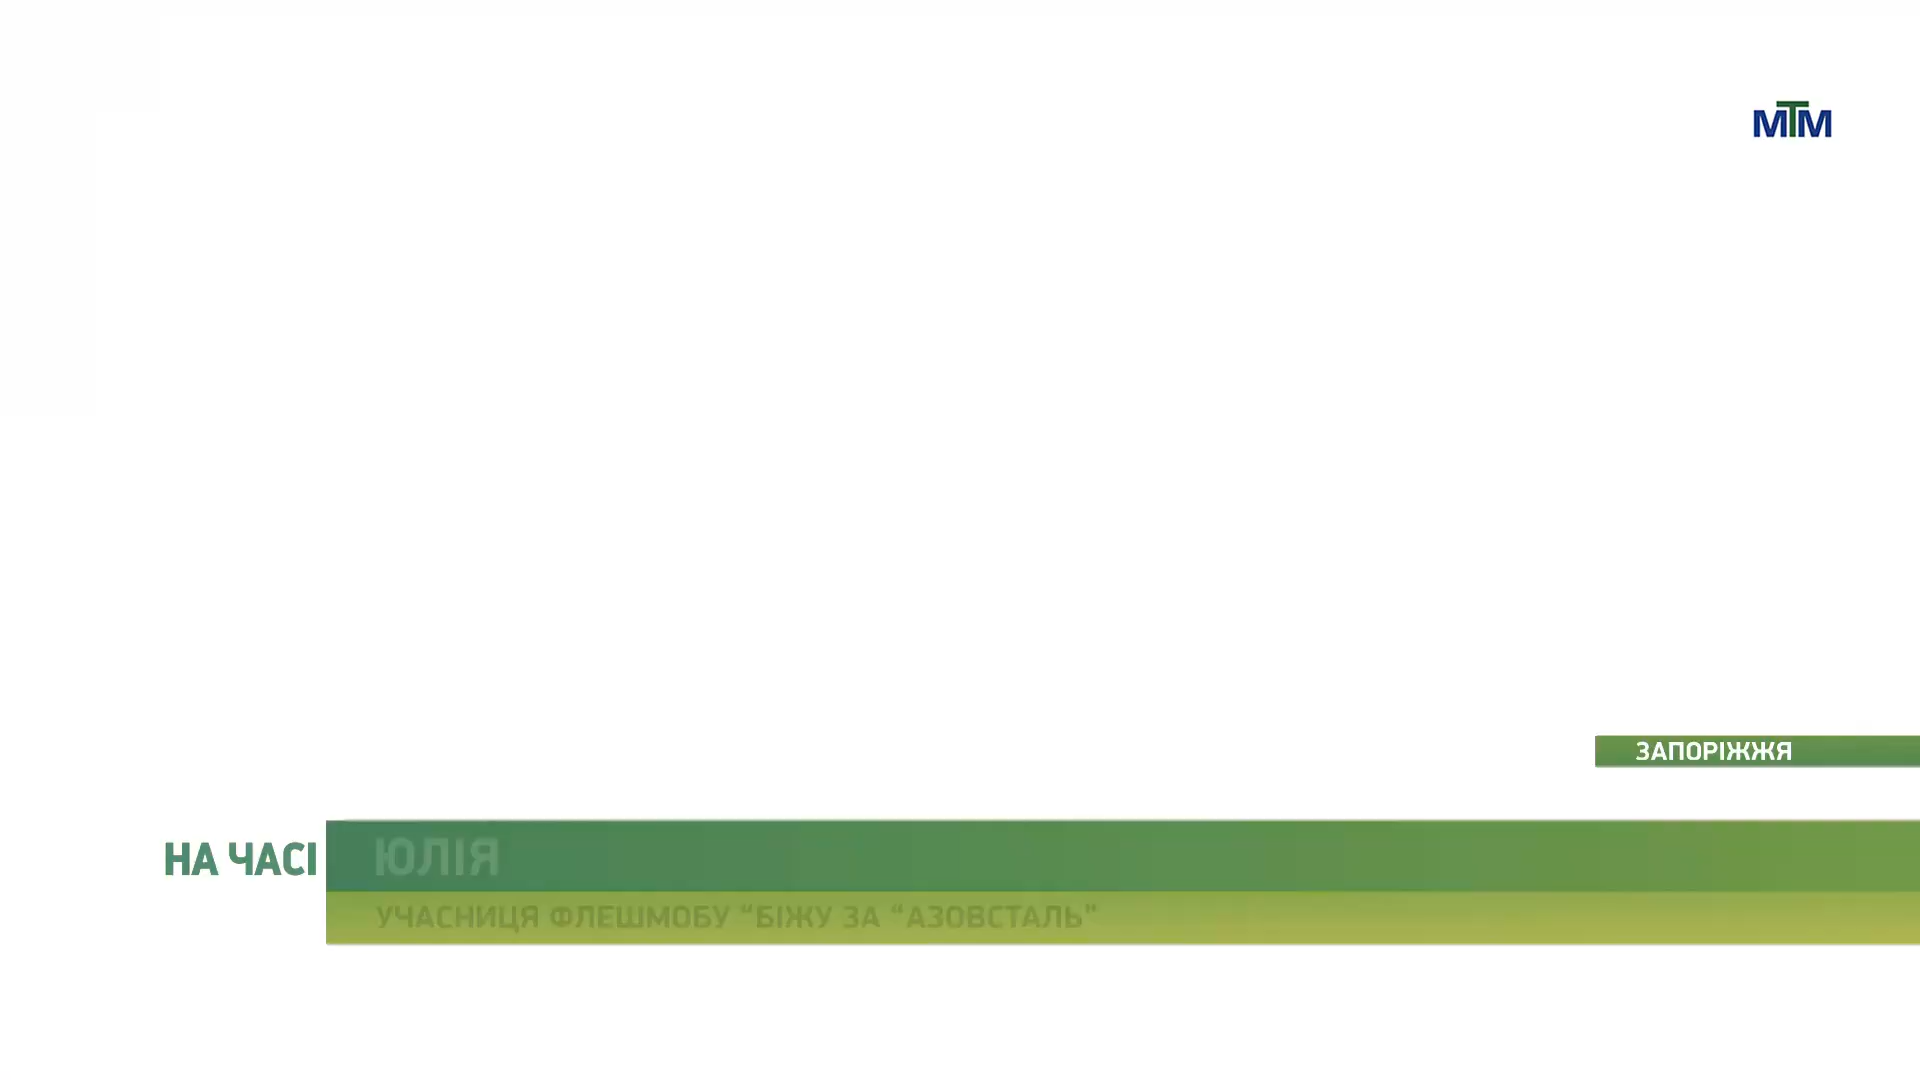 МТМ
ЗАПОРІЖЖЯ
НА ЧАСІ
ЮЛІЯ
УЧАСНИЦЯ ФЛЕШМОБУ “БІЖУ ЗА “АЗОВСТАЛЬ”